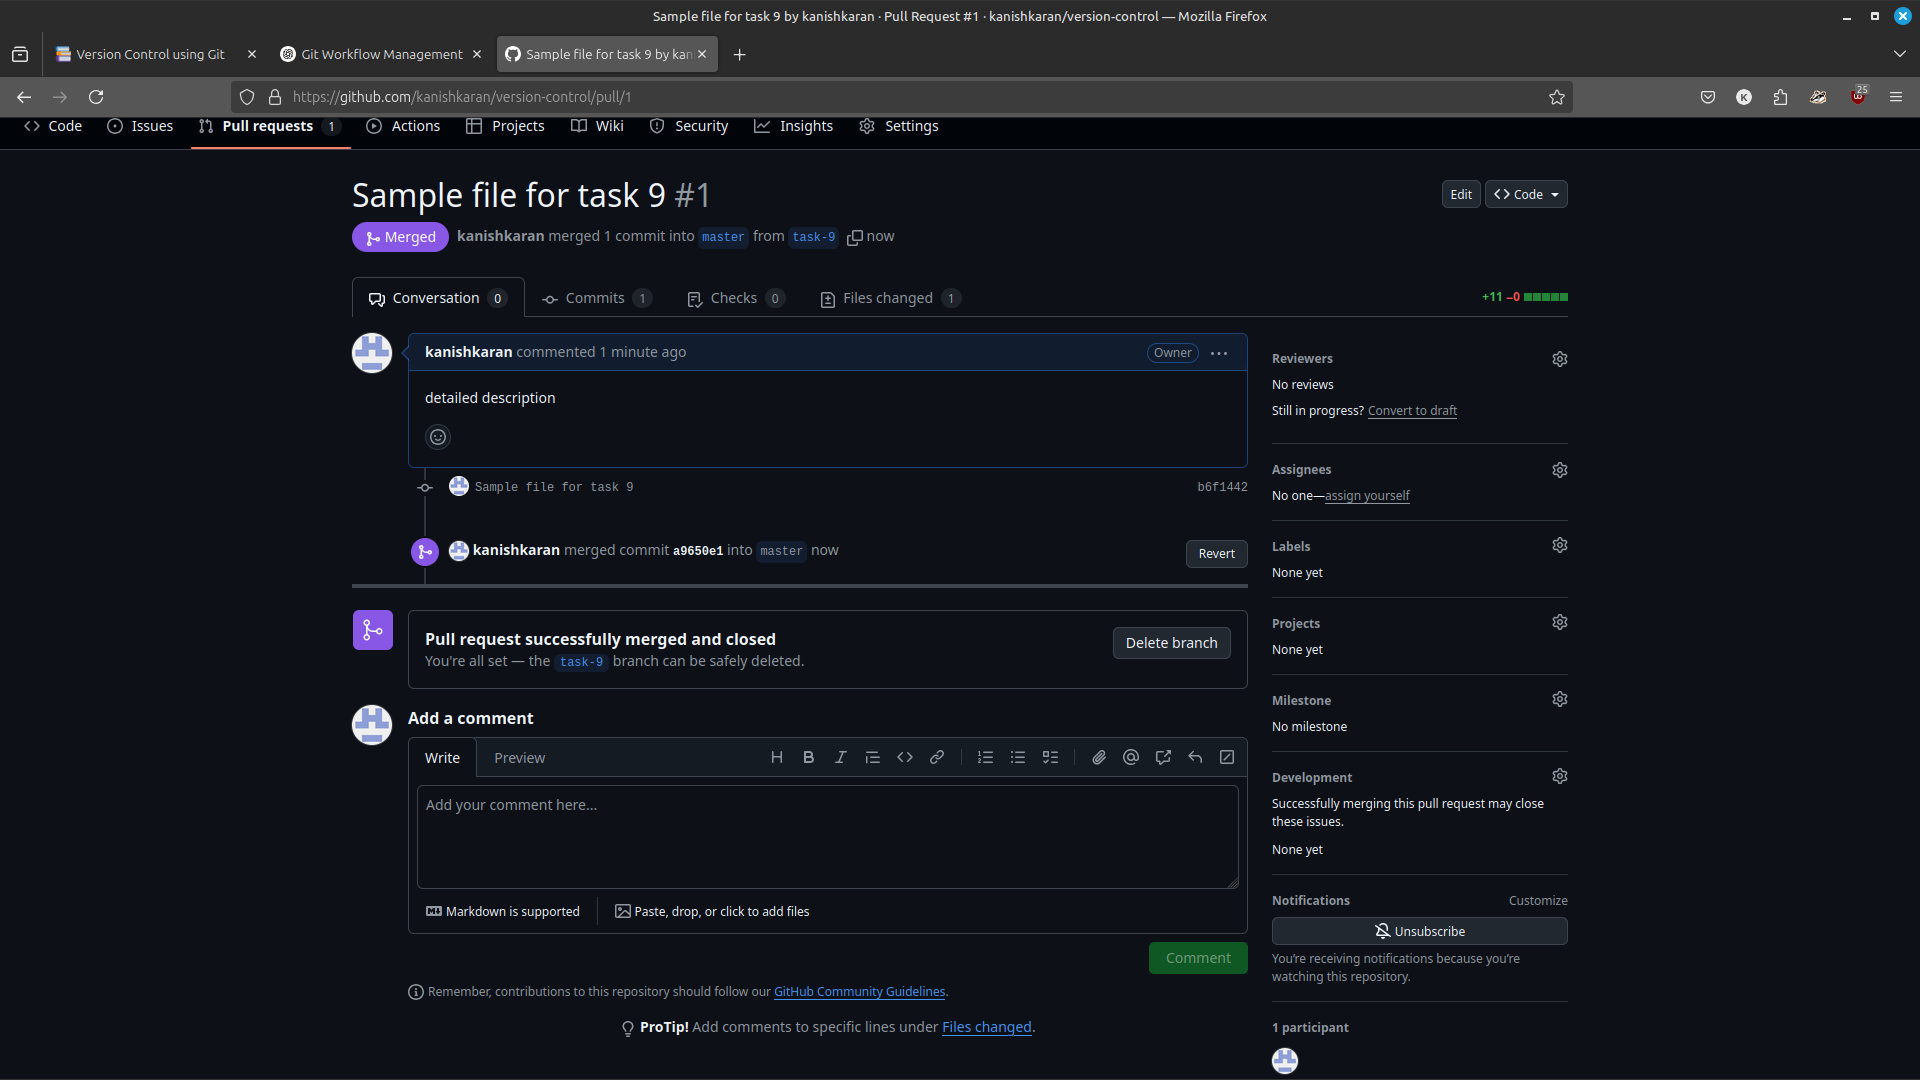 Sample file for task 9 by kanishkaran · Pull Request #1 · kanishkaran/version-control — Mozilla Firefox
Version Control using Git
Git Workflow Management
Sample file for task 9 by kan
https://github.com/kanishkaran/version-control/pull/1
K
25
Code
Issues
Pull requests 1
Actions
Projects
Wiki
Security
Insights
Settings
Sample file for task 9 #1
Edit
Code
Merged
kanishkaran merged 1 commit into master from task-9 now
Conversation 0
Commits 1
Checks 0
Files changed 1
+11 −0
kanishkaran commented 1 minute ago
Owner
detailed description
Sample file for task 9
b6f1442
kanishkaran merged commit a9650e1 into master now
Revert
Pull request successfully merged and closed
You're all set — the task-9 branch can be safely deleted.
Delete branch
Add a comment
Write
Preview
Add your comment here...
Markdown is supported
Paste, drop, or click to add files
Comment
Remember, contributions to this repository should follow our GitHub Community Guidelines.
ProTip! Add comments to specific lines under Files changed.
Reviewers
No reviews
Still in progress? Convert to draft
Assignees
No one—assign yourself
Labels
None yet
Projects
None yet
Milestone
No milestone
Development
Successfully merging this pull request may close
these issues.
None yet
Notifications
Customize
Unsubscribe
You're receiving notifications because you're
watching this repository.
1 participant